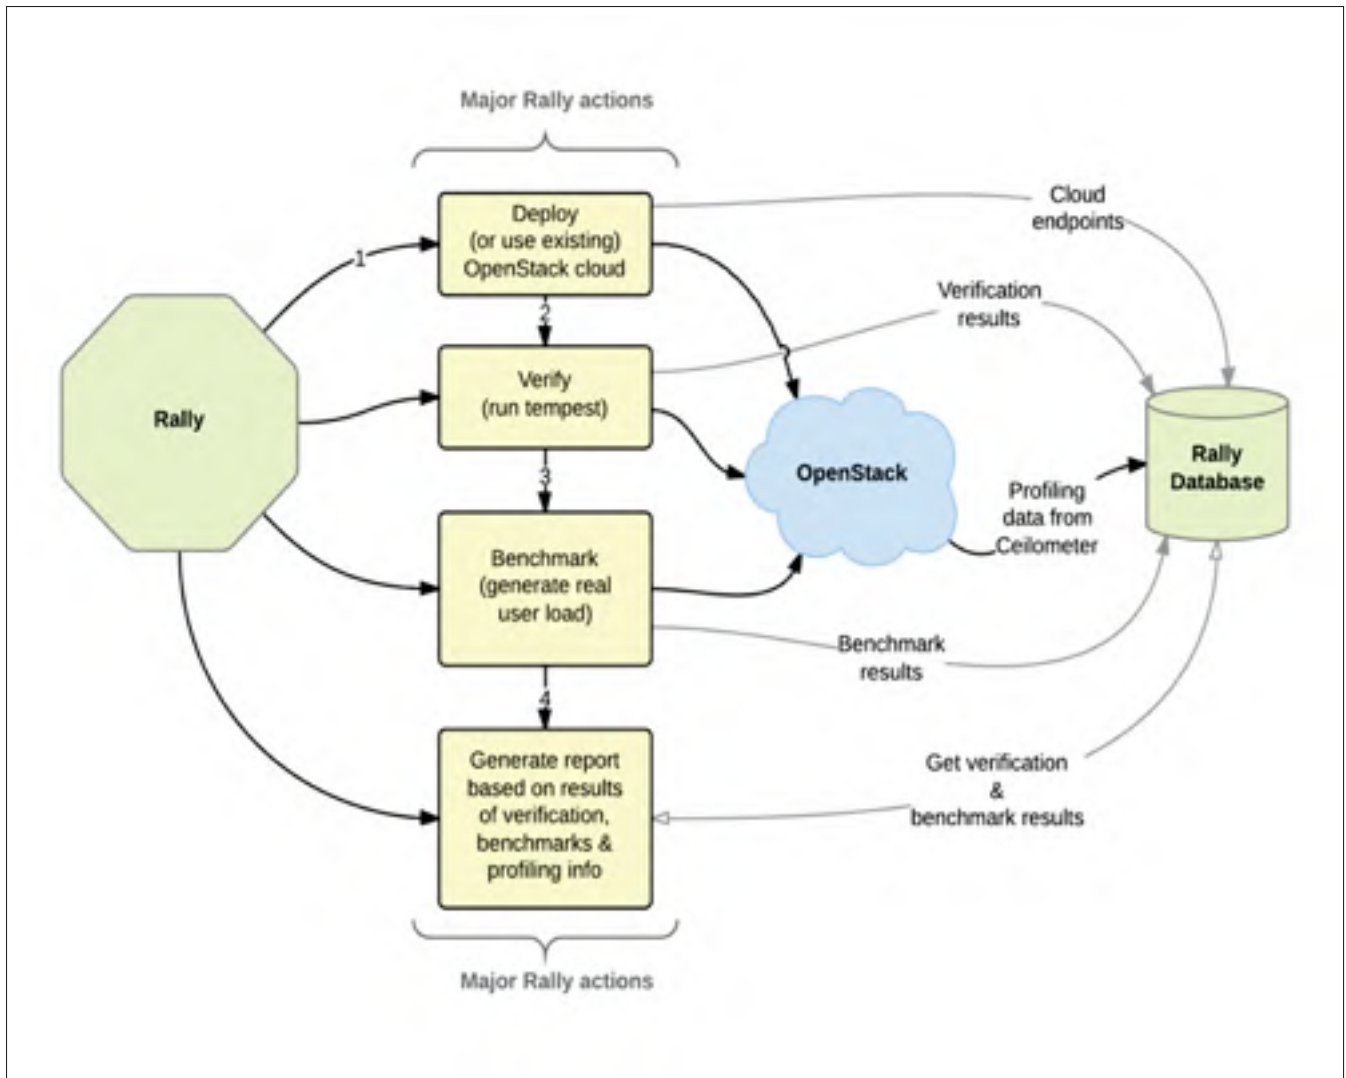 Major Rally actions
Deploy
(or use existing)
OpenStack cloud
Cloud
endpoints
1
2
Verification
results
Verify
(run tempest)
Rally
OpenStack
Rally
Database
3
Profiling
data from
Ceilometer
Benchmark
(generate real
user load)
Benchmark
results
4
Generate report
based on results
of verification,
benchmarks &
profiling info
Get verification
&
benchmark results
Major Rally actions